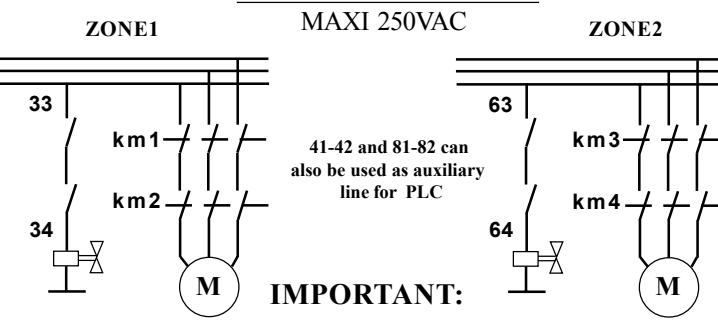 MAXI 250VAC
ZONE1
ZONE2
33
63
km1
km3
41-42 and 81-82 can
also be used as auxiliary
line for PLC
km2
km4
34
64
M
IMPORTANT:
M